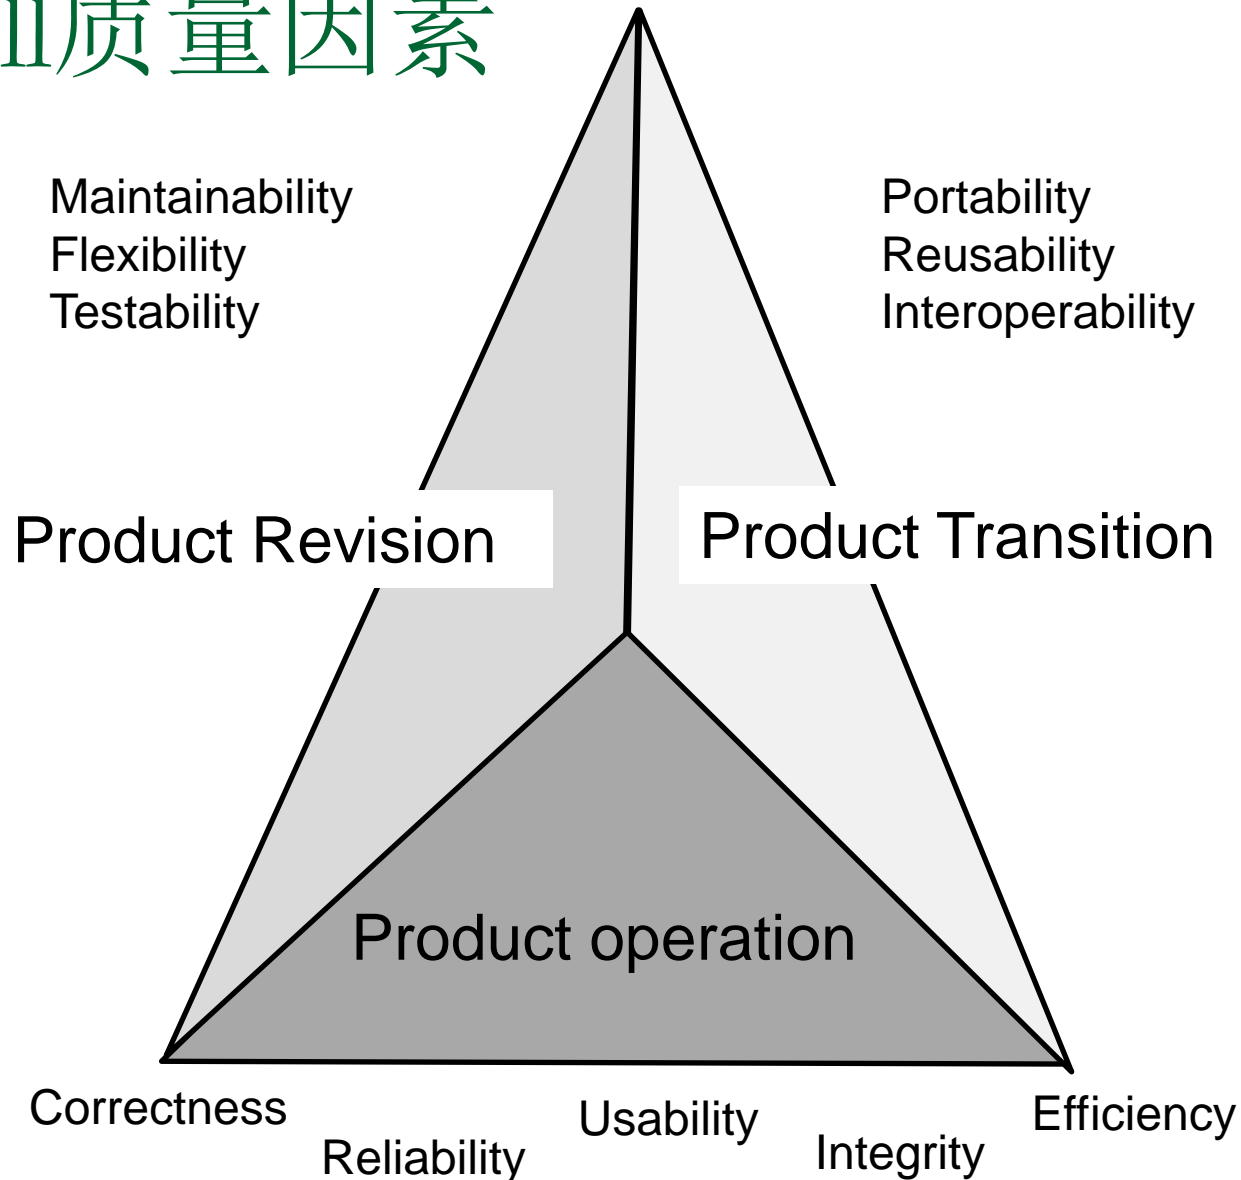 ll质量因素
Maintainability
Flexibility
Testability
Portability
Reusability
Interoperability
Product Revision
Product Transition
Product operation
Correctness
Reliability
Usability
Integrity
Efficiency